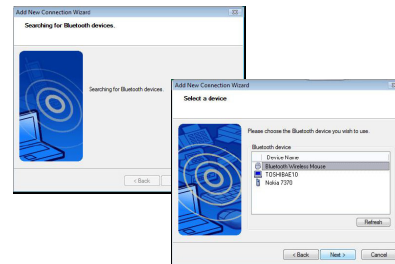 Add New Connection Wizard
Searching for Bluetooth devices.
Searching for Bluetooth devices.
< Back
Add New Connection Wizard
Select a device
Please choose the Bluetooth device you wish to use.
Bluetooth device
Device Name
Bluetooth Wireless Mouse
TOSHIBAE10
Nokia 7370
Refresh
< Back
Next >
Cancel